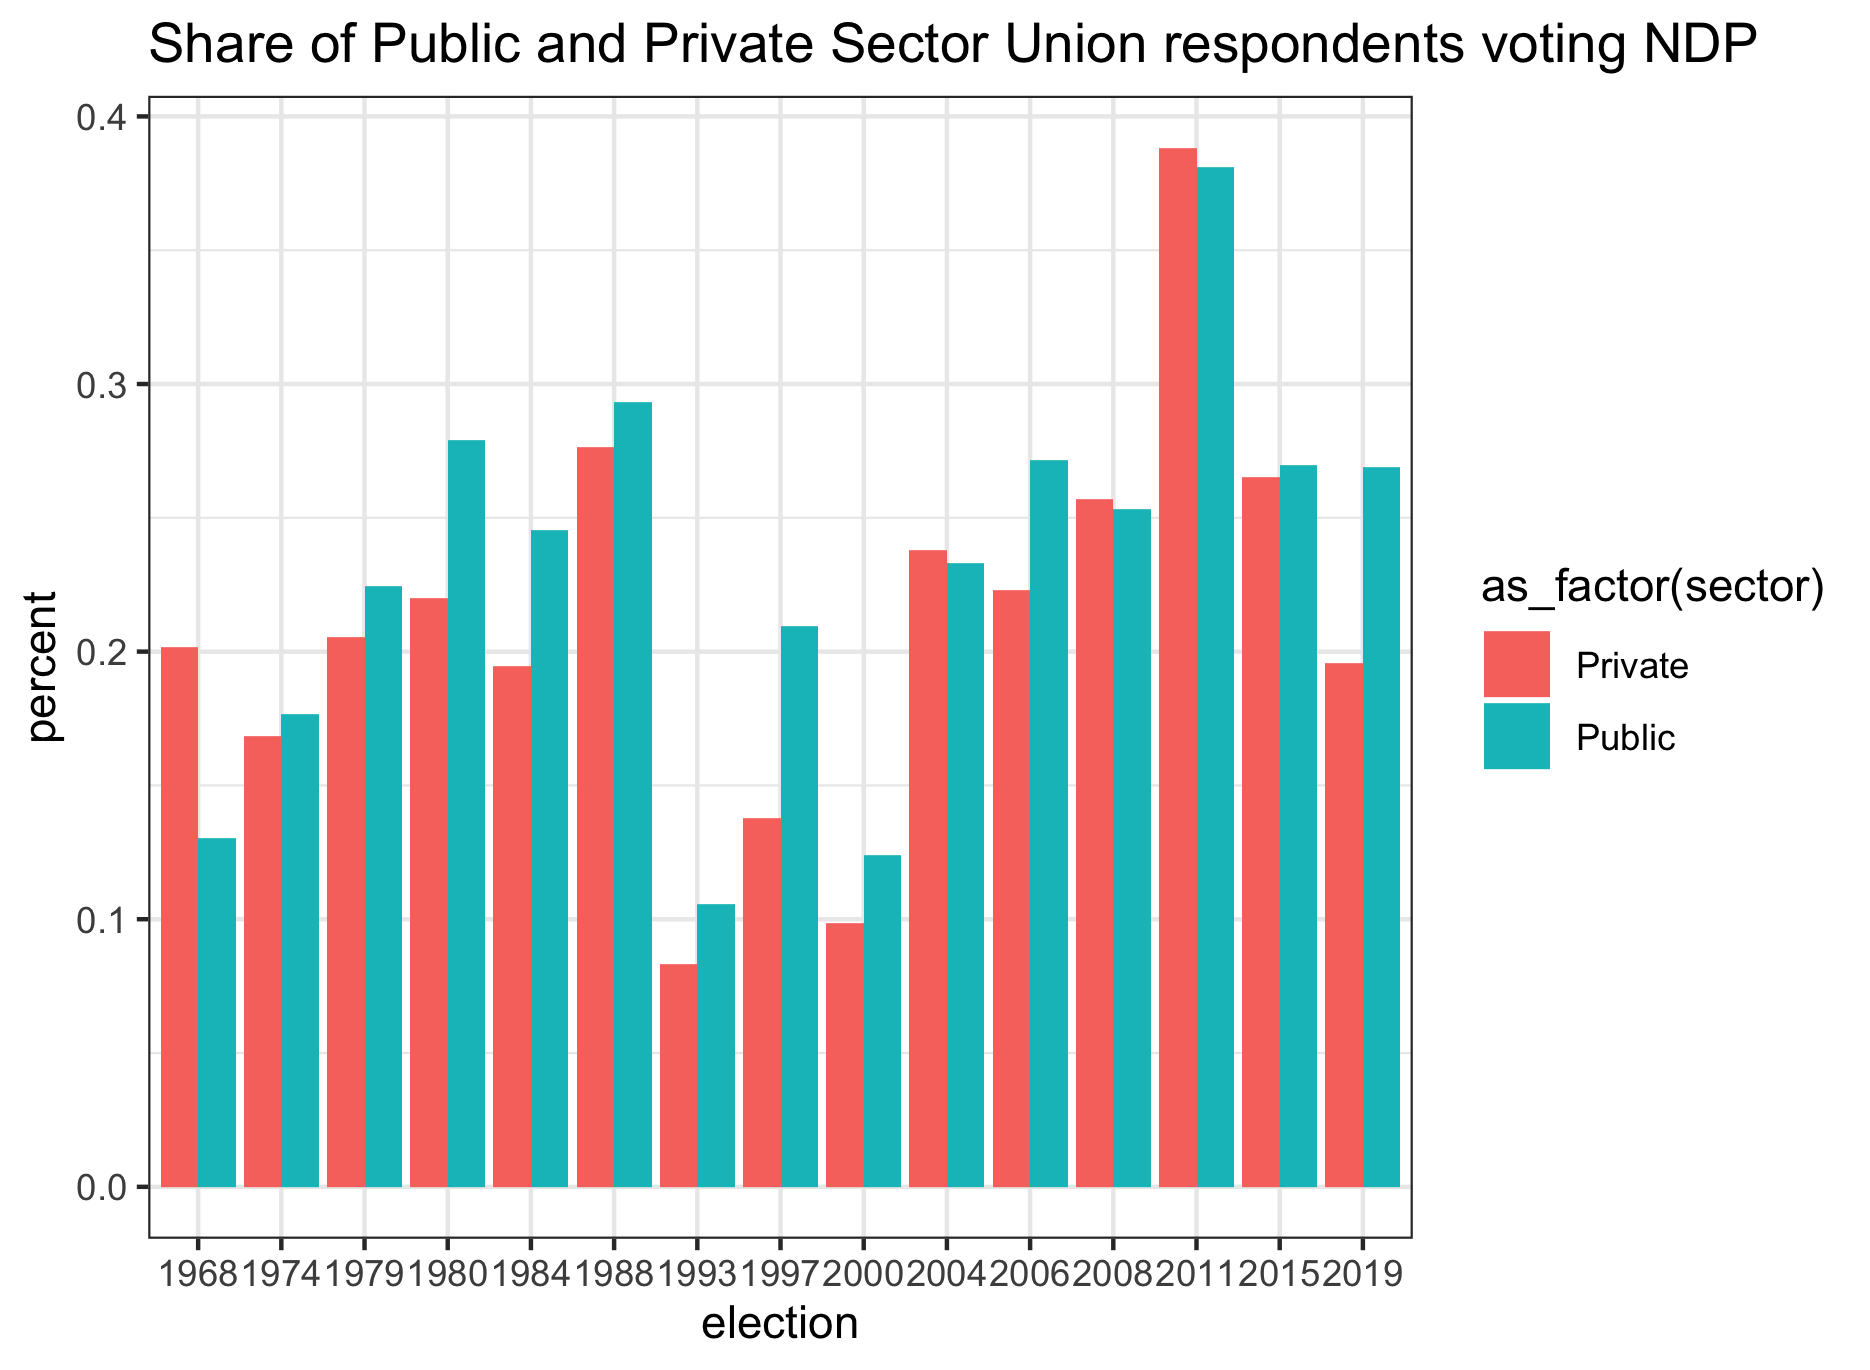 Share of Public and Private Sector Union respondents voting NDP
0.4
0.3
0.2
0.1
0.0
percent
1968 1974 1979 1980 1984 1988 1993 1997 2000 2004 2006 2008 2011 2015 2019
election
as_factor(sector)
Private
Public